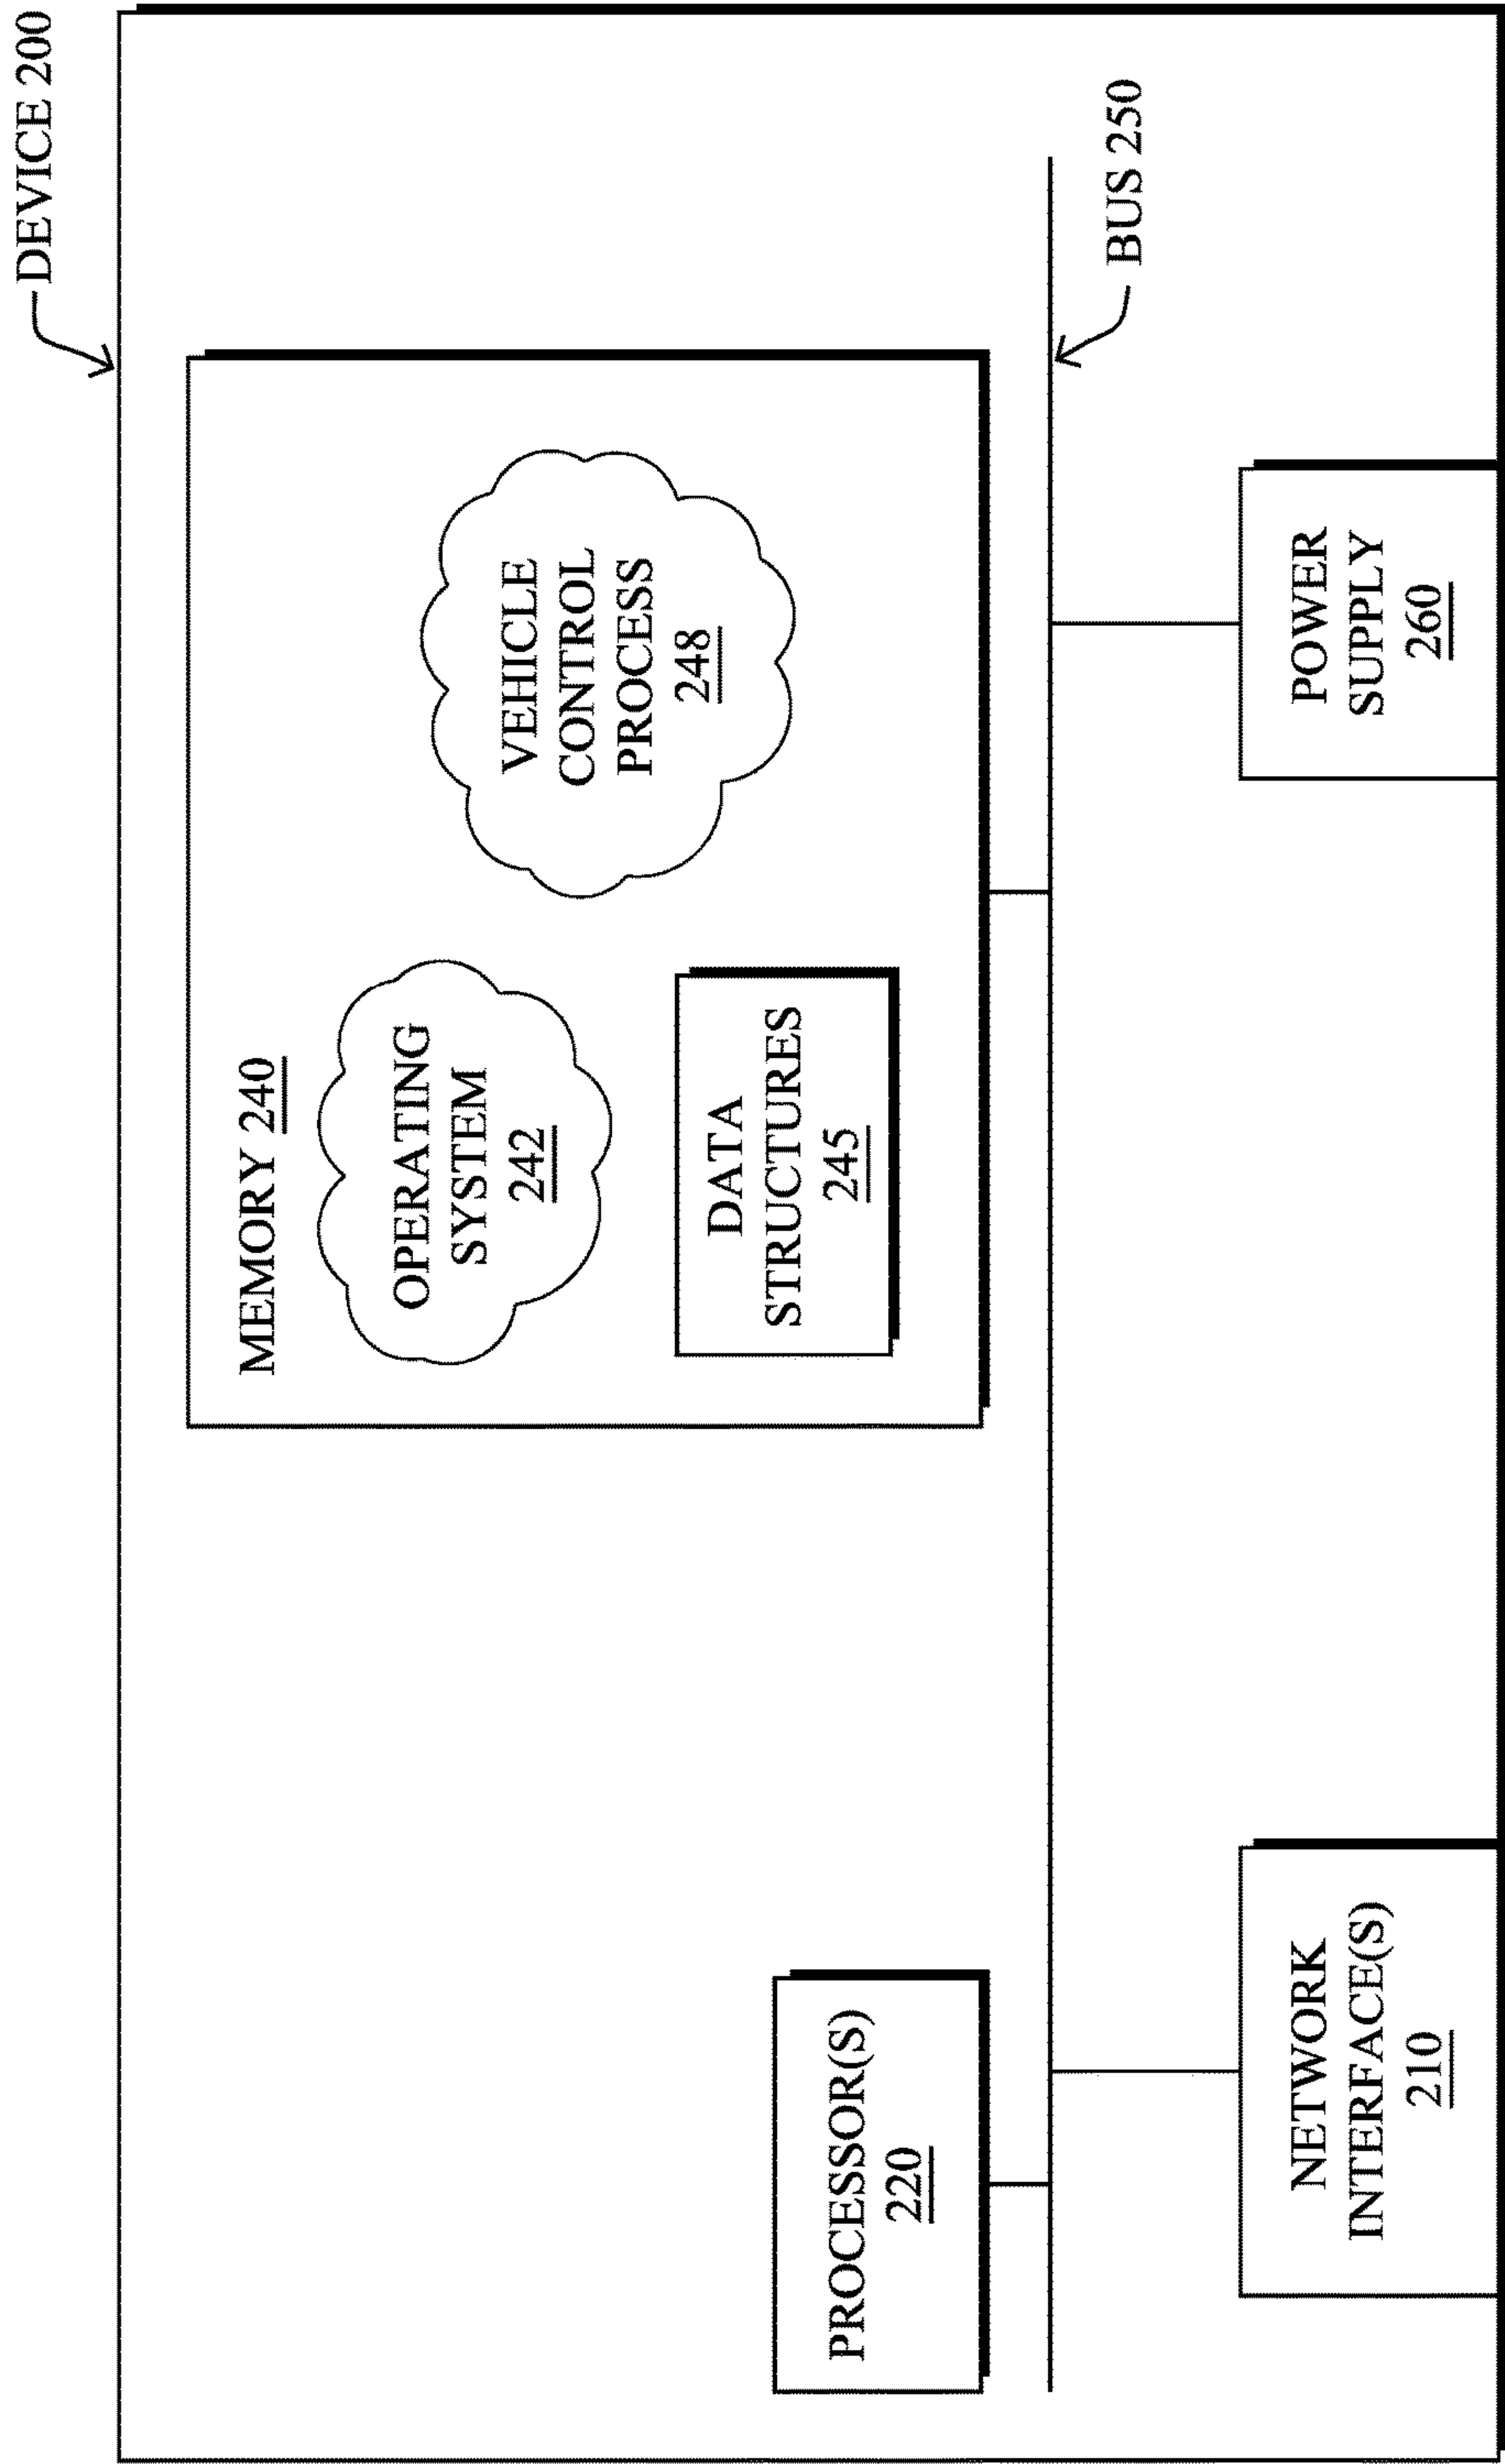 DEVICE 200
MEMORY 240
OPERATING
SYSTEM
242
DATA
STRUCTURES
245
VEHICLE
CONTROL
PROCESS
248
PROCESSOR(S)
220
BUS 250
NETWORK
INTERFACE(S)
210
POWER
SUPPLY
260